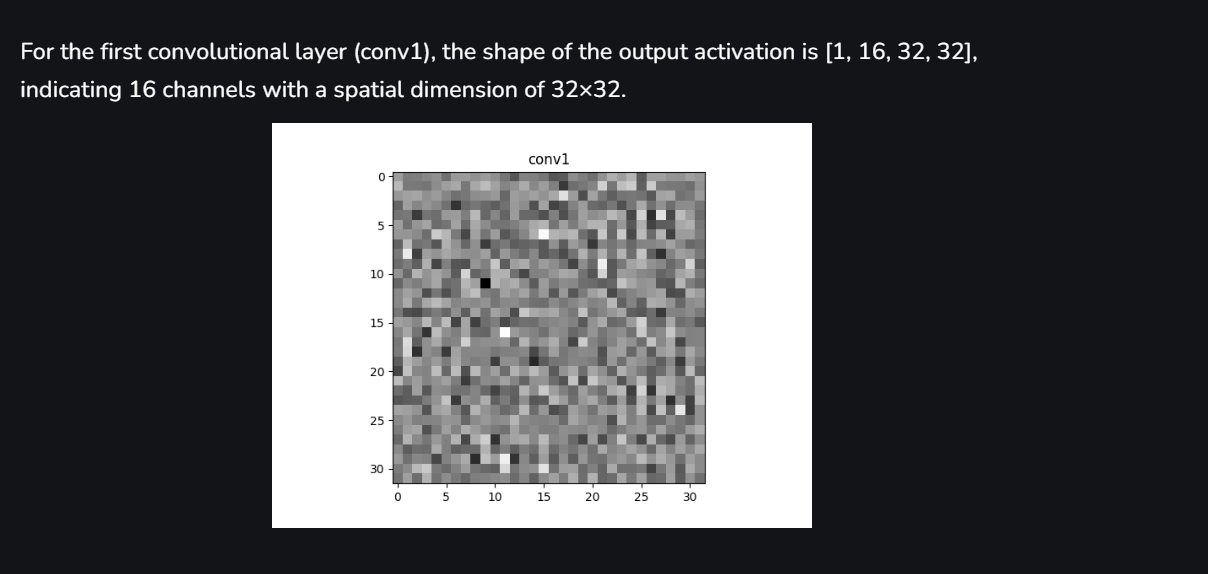 For the first convolutional layer (conv1), the shape of the output activation is [1, 16, 32, 32],
indicating 16 channels with a spatial dimension of 32×32.
conv1
0
5
10
15
20
25
30
0 5 10 15 20 25 30